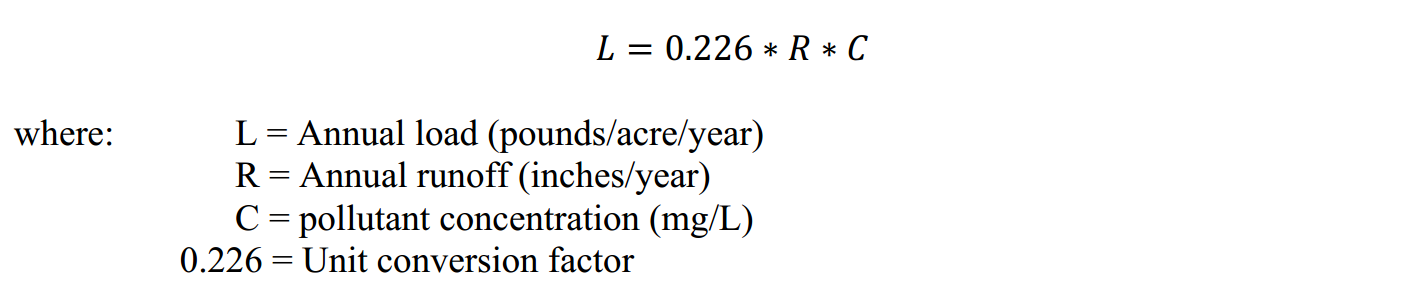 L = 0.226 * R * C
where: L = Annual load (pounds/acre/year)
R = Annual runoff (inches/year)
C = pollutant concentration (mg/L)
0.226 = Unit conversion factor